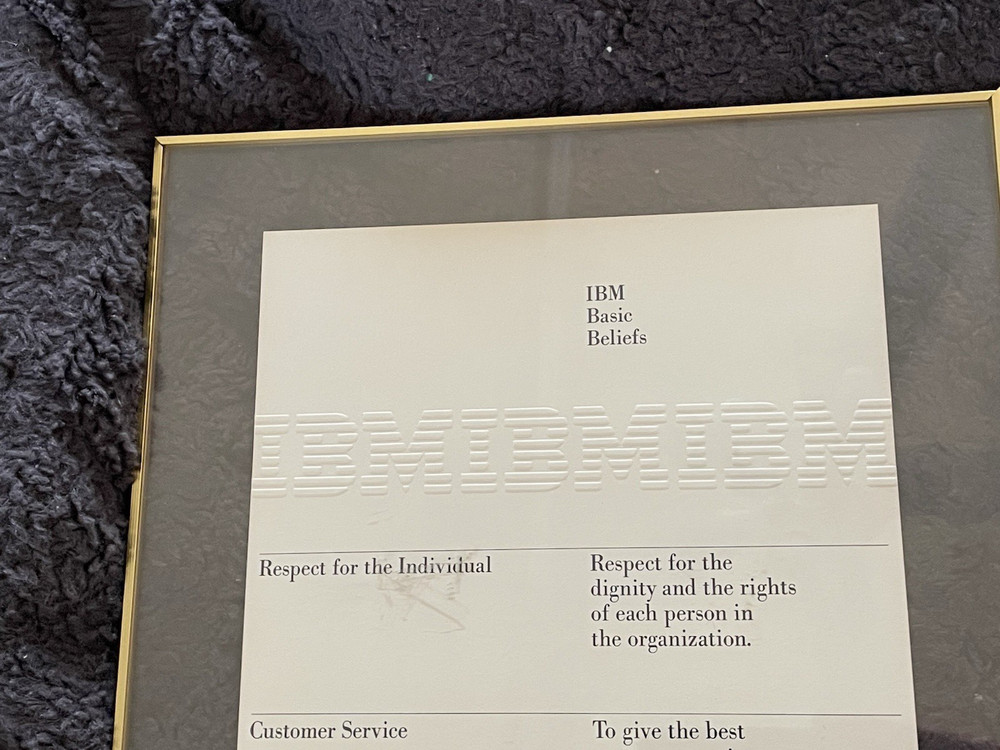 IBM
Basic
Beliefs
IBMIBMIBM
Respect for the Individual
Respect for the
dignity and the rights
of each person in
the organization.
Customer Service
To give the best